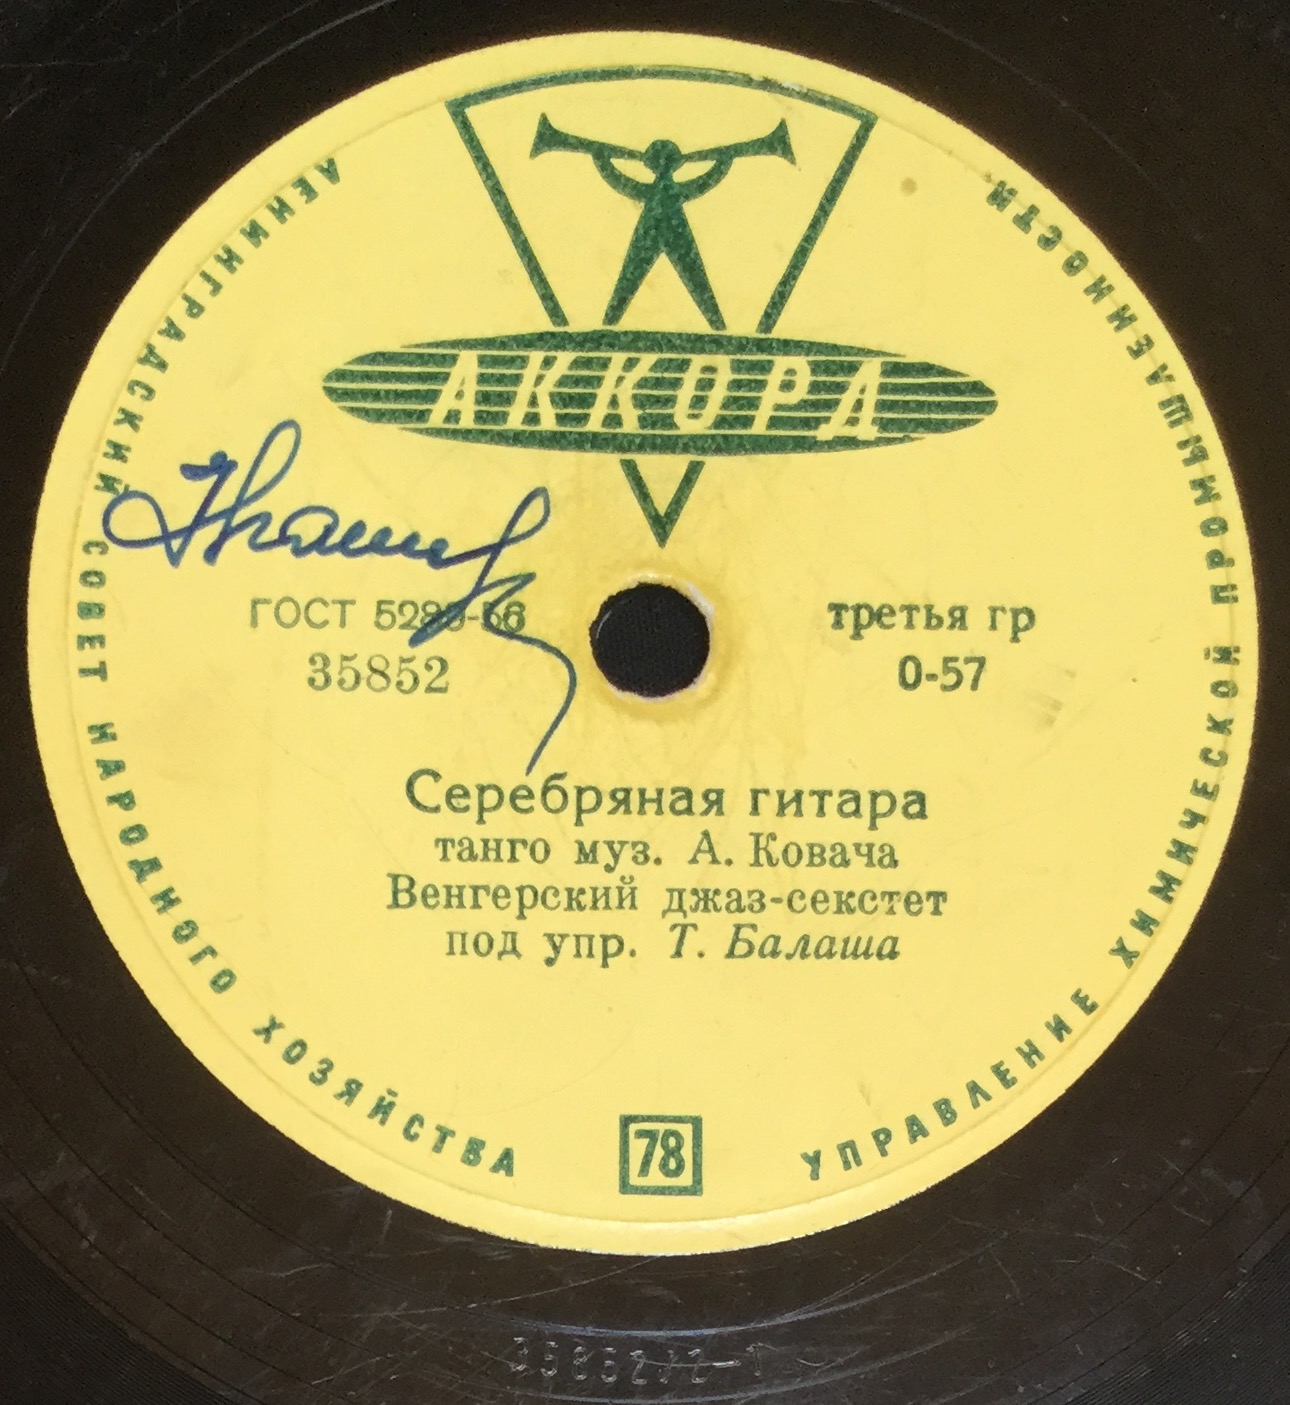 ЛЕНИНГРАДСКИЙ СОВЕТ НАРОДНОГО ХОЗЯЙСТВА
УПРАВЛЕНИЕ ХИМИЧЕСКОЙ ПРОМЫШЛЕННОСТИ
АККОРД
ГОСТ 5289-56
35852
третья гр
0-57
Серебряная гитара
танго муз. А. Ковача
Венгерский джаз-секстет
под упр. Т. Балаша
78